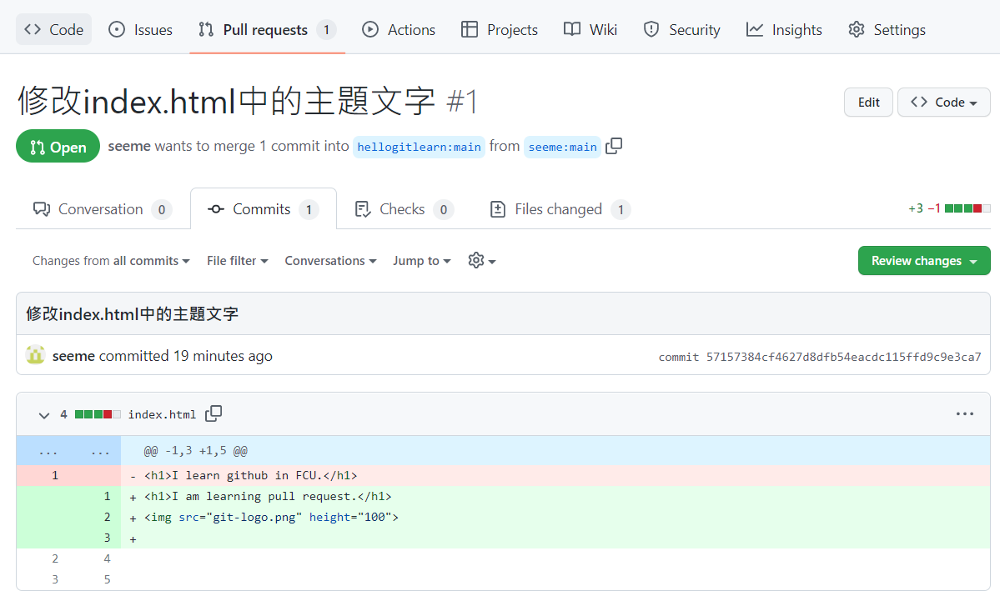 Code Issues Pull requests 1 Actions Projects Wiki Security Insights Settings
修改index.html中的主題文字 #1
Edit Code
Open seeme wants to merge 1 commit into hellogitlearn:main from seeme:main
Conversation 0 Commits 1 Checks 0 Files changed 1 +3 −1
Changes from all commits File filter Conversations Jump to Review changes
修改index.html中的主題文字
seeme committed 19 minutes ago commit 57157384cf4627d8dfb54eacdc115ffd9c9e3ca7
4 index.html ...
... ... @@ -1,3 +1,5 @@
1 - <h1>I learn github in FCU.</h1>
1 + <h1>I am learning pull request.</h1>
2 + <img src="git-logo.png" height="100">
3 +
2 4
3 5